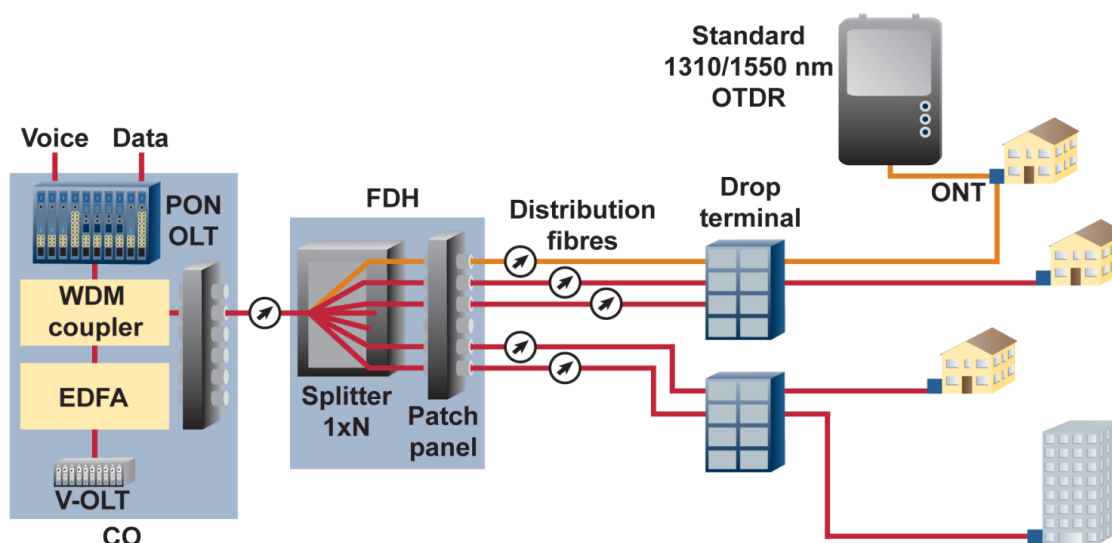 Standard
1310/1550 nm
OTDR
Voice
Data
PON
OLT
FDH
Distribution
fibres
Drop
terminal
ONT
WDM
coupler
EDFA
Splitter
1xN
Patch
panel
V-OLT
CO